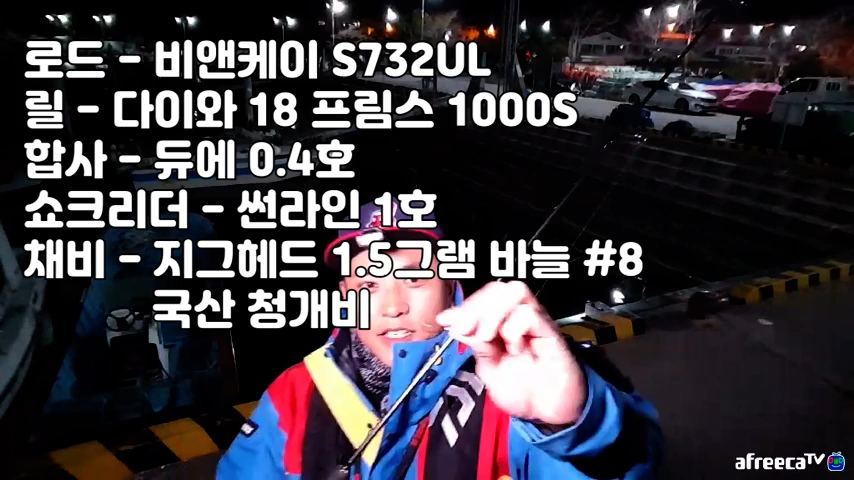 로드 - 비앤케이 S732UL
릴 - 다이와 18 프림스 1000S
합사 - 듀에 0.4호
쇼크리더 - 썬라인 1호
채비 - 지그헤드 1.5그램 바늘 #8
국산 청개비
afreecaTV